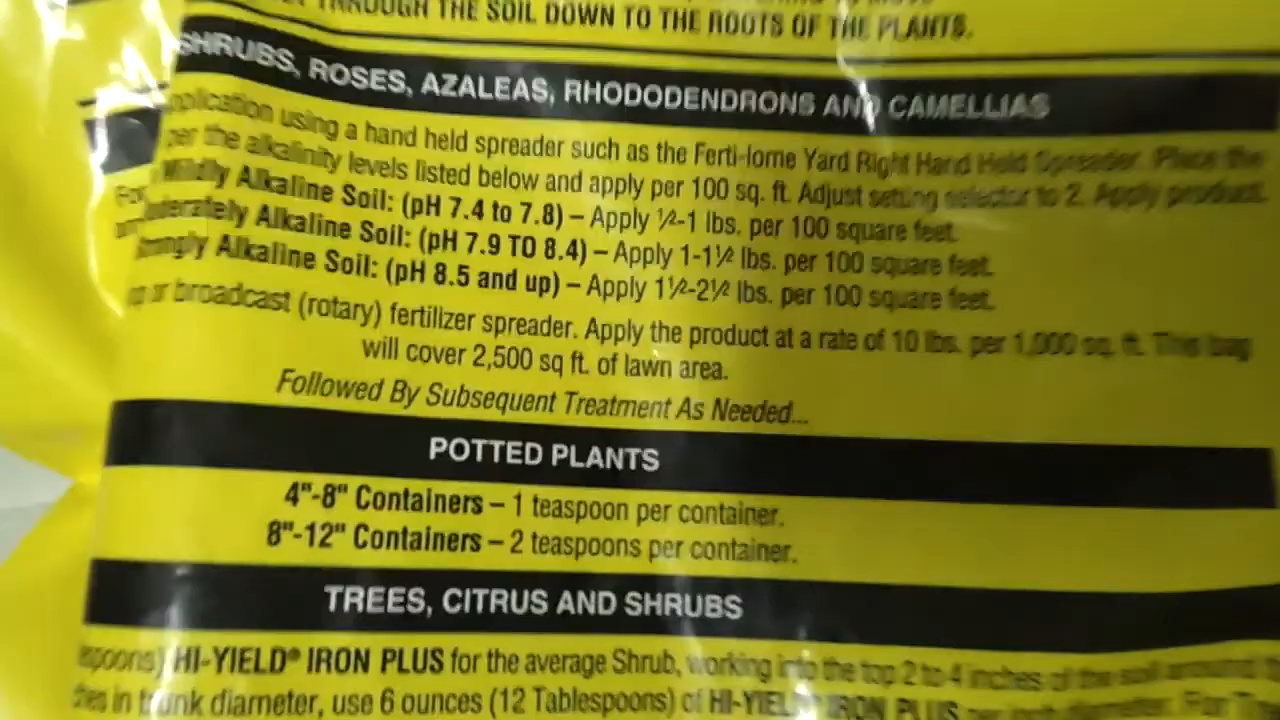 THROUGH THE SOIL DOWN TO THE ROOTS OF THE PLANTS.
SHRUBS, ROSES, AZALEAS, RHODODENDRONS AND CAMELLIAS
using a hand held spreader such as the Ferti-lome Yard Right Hand Held Spreader. Place the
per the alkalinity levels listed below and apply per 100 sq. ft. Adjust setting selector to 2. Apply product.
Mildly Alkaline Soil: (pH 7.4 to 7.8) – Apply ½-1 lbs. per 100 square feet.
Alkaline Soil: (pH 7.9 TO 8.4) – Apply 1-1½ lbs. per 100 square feet.
Alkaline Soil: (pH 8.5 and up) – Apply 1½-2½ lbs. per 100 square feet.
or broadcast (rotary) fertilizer spreader. Apply the product at a rate of 10 lbs. per 1,000 sq. ft. This bag
will cover 2,500 sq ft. of lawn area.
Followed By Subsequent Treatment As Needed...
POTTED PLANTS
4"-8" Containers – 1 teaspoon per container.
8"-12" Containers – 2 teaspoons per container.
TREES, CITRUS AND SHRUBS
HI-YIELD® IRON PLUS for the average Shrub, working into the top 2 to 4 inches of the soil around
in trunk diameter, use 6 ounces (12 Tablespoons) of HI-YIELD® IRON PLUS per inch diameter. For